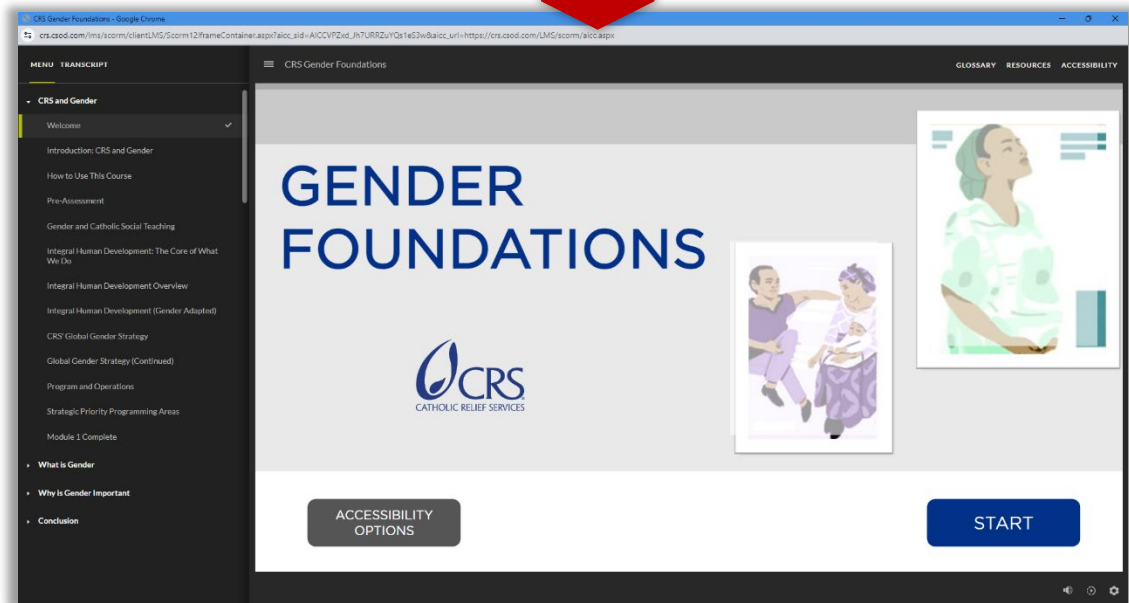 CRS Gender Foundations - Google Chrome
crs.csod.com/lms/scorm/clientLMS/Scorm12IframeContainer.aspx?aicc_sid=AICCVPZxd_Jh7URRZuYQs1eS3w&aicc_url=https://crs.csod.com/LMS/scorm/aicc.aspx
MENU TRANSCRIPT
CRS Gender Foundations
GLOSSARY RESOURCES ACCESSIBILITY
CRS and Gender
Welcome
Introduction: CRS and Gender
How to Use This Course
Pre-Assessment
Gender and Catholic Social Teaching
Integral Human Development: The Core of What
We Do
Integral Human Development Overview
Integral Human Development (Gender Adapted)
CRS' Global Gender Strategy
Global Gender Strategy (Continued)
Program and Operations
Strategic Priority Programming Areas
Module 1 Complete
What is Gender
Why is Gender Important
Conclusion
GENDER
FOUNDATIONS
CRS
CATHOLIC RELIEF SERVICES
ACCESSIBILITY
OPTIONS
START